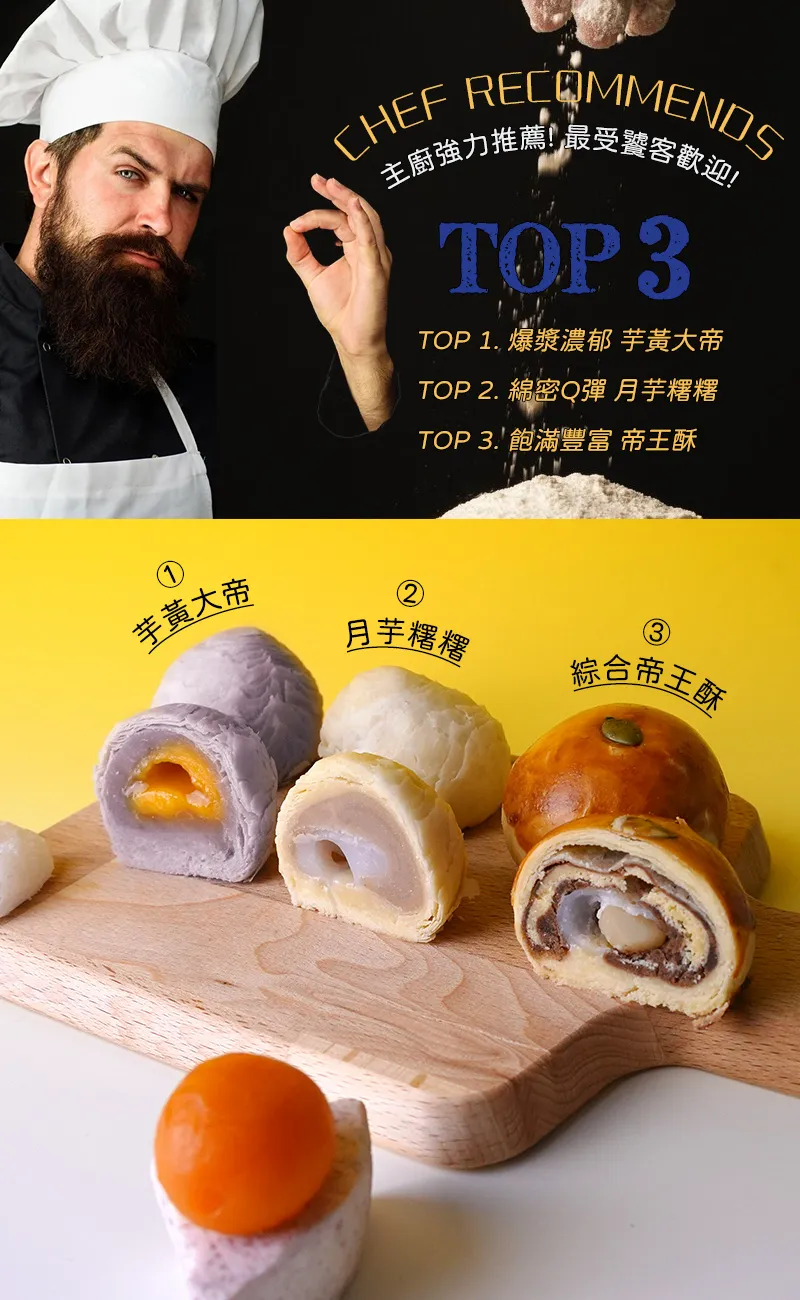 CHEF RECOMMENDS
主廚強力推薦! 最受饕客歡迎!
TOP 3
TOP 1. 爆漿濃郁 芋黃大帝
TOP 2. 綿密Q彈 月芋糬糬
TOP 3. 飽滿豐富 帝王酥
①
芋黃大帝
②
月芋糬糬
③
綜合帝王酥